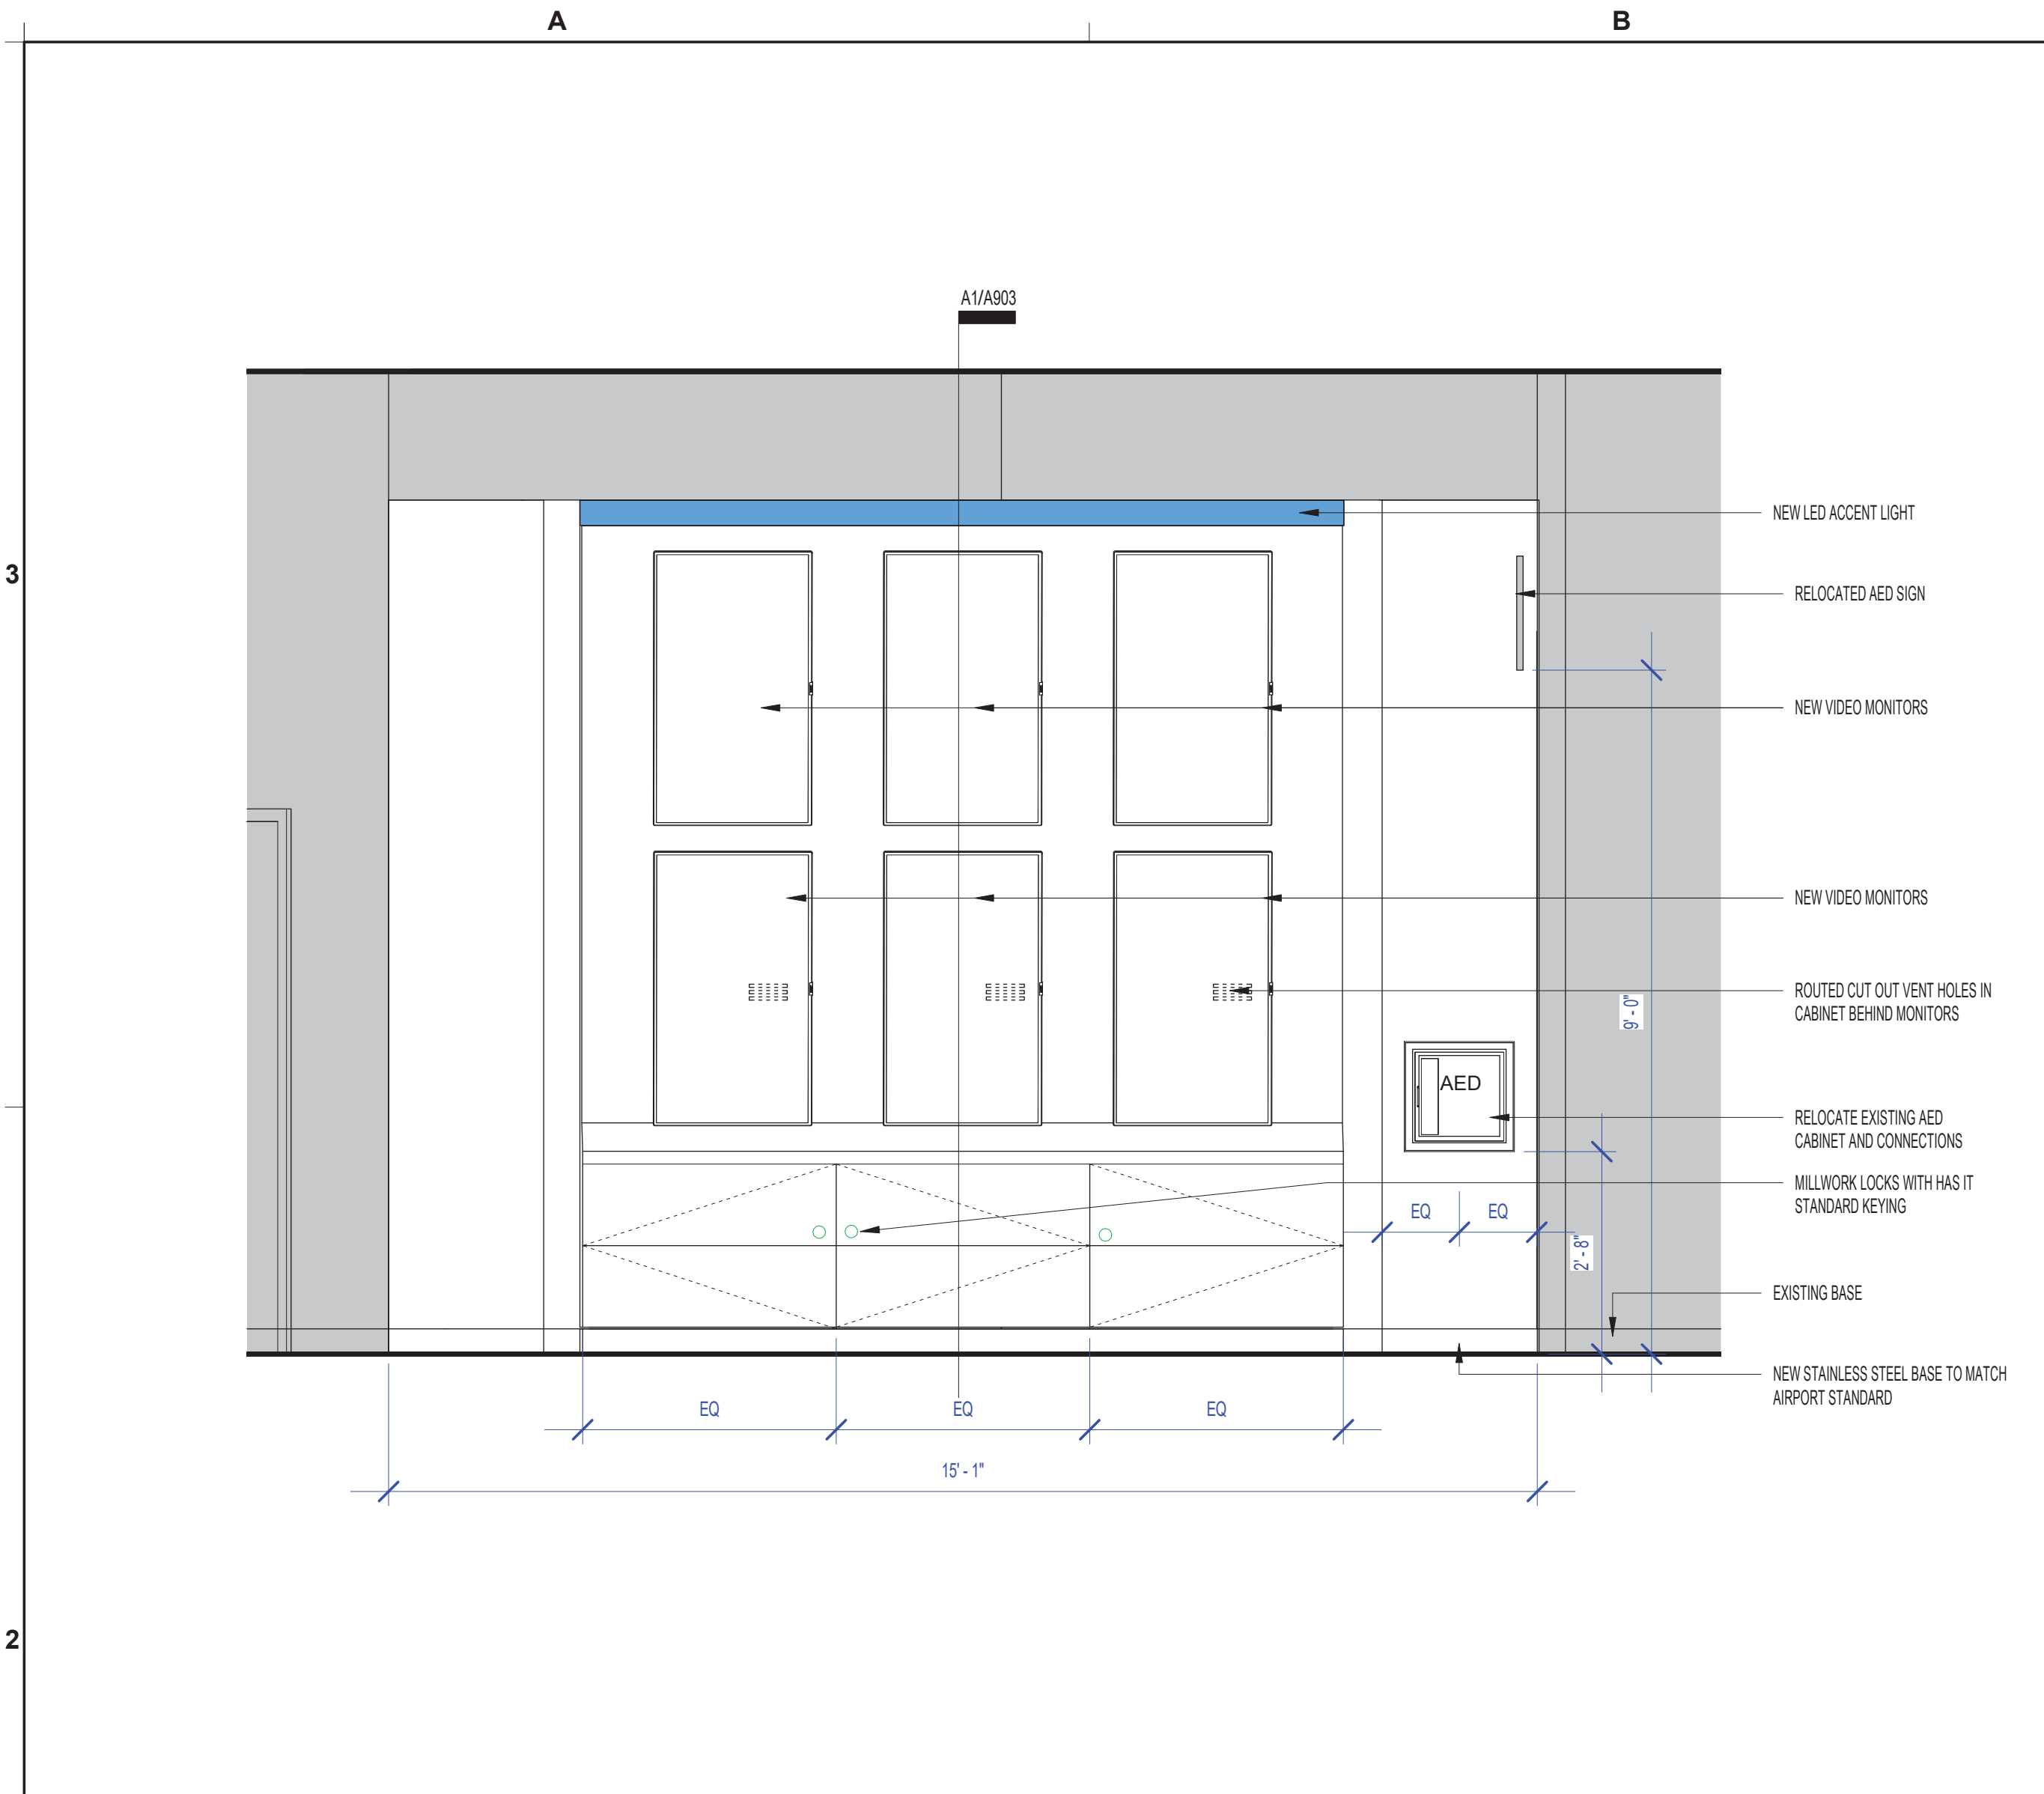 A
B
A1/A903
NEW LED ACCENT LIGHT
3
RELOCATED AED SIGN
NEW VIDEO MONITORS
NEW VIDEO MONITORS
ROUTED CUT OUT VENT HOLES IN
CABINET BEHIND MONITORS
9' - 0"
AED
RELOCATE EXISTING AED
CABINET AND CONNECTIONS
MILLWORK LOCKS WITH HAS IT
STANDARD KEYING
EQ
EQ
2' - 8"
EXISTING BASE
NEW STAINLESS STEEL BASE TO MATCH
AIRPORT STANDARD
EQ
EQ
EQ
15' - 1"
2